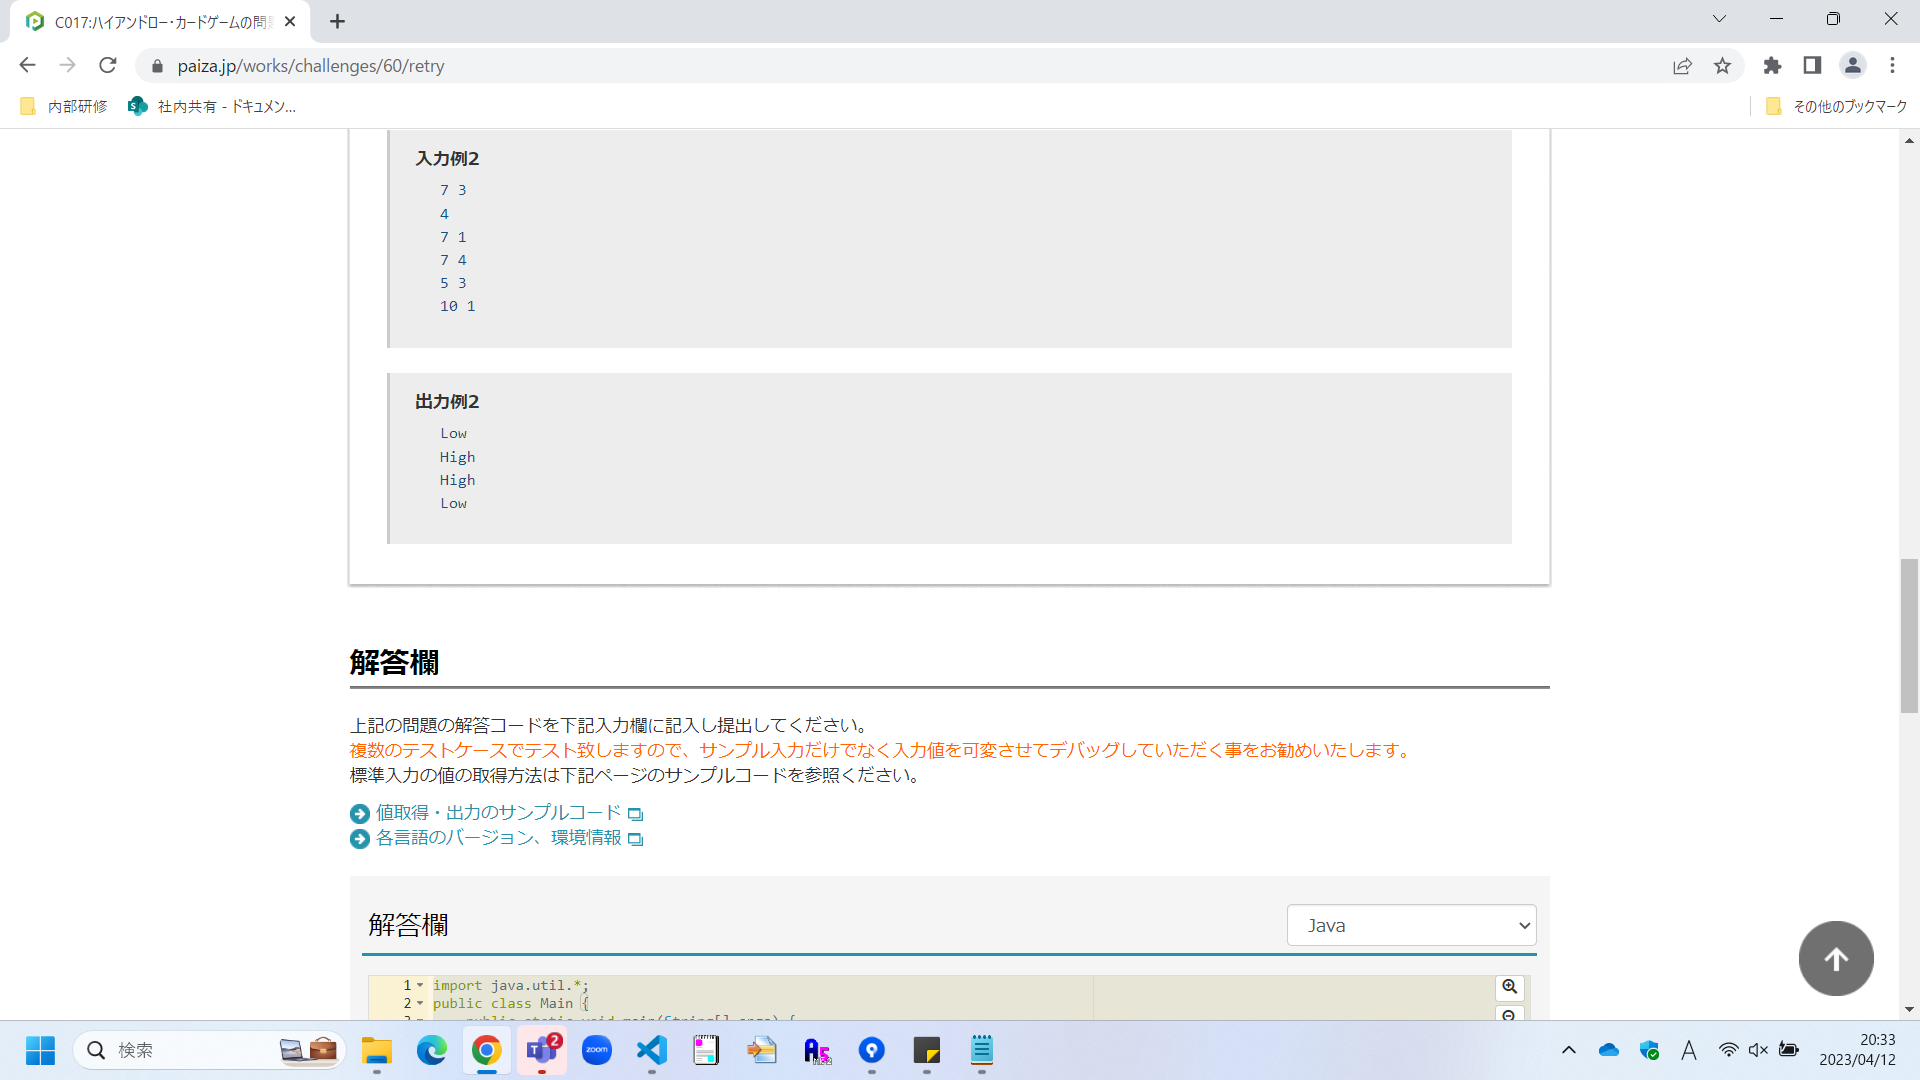 C017:ハイアンドロー・カードゲームの問
paiza.jp/works/challenges/60/retry
内部研修
社内共有 - ドキュメン...
その他のブックマーク
入力例2
7 3
4
7 1
7 4
5 3
10 1
出力例2
Low
High
High
Low
解答欄
上記の問題の解答コードを下記入力欄に記入し提出してください。
複数のテストケースでテスト致しますので、サンプル入力だけでなく入力値を可変させてデバッグしていただく事をお勧めいたします。
標準入力の値の取得方法は下記ページのサンプルコードを参照ください。
値取得・出力のサンプルコード
各言語のバージョン、環境情報
解答欄
Java
1 import java.util.*;
2 public class Main {
3 public static void main(String[] args) {
検索
2
zoom
A
20:33
2023/04/12